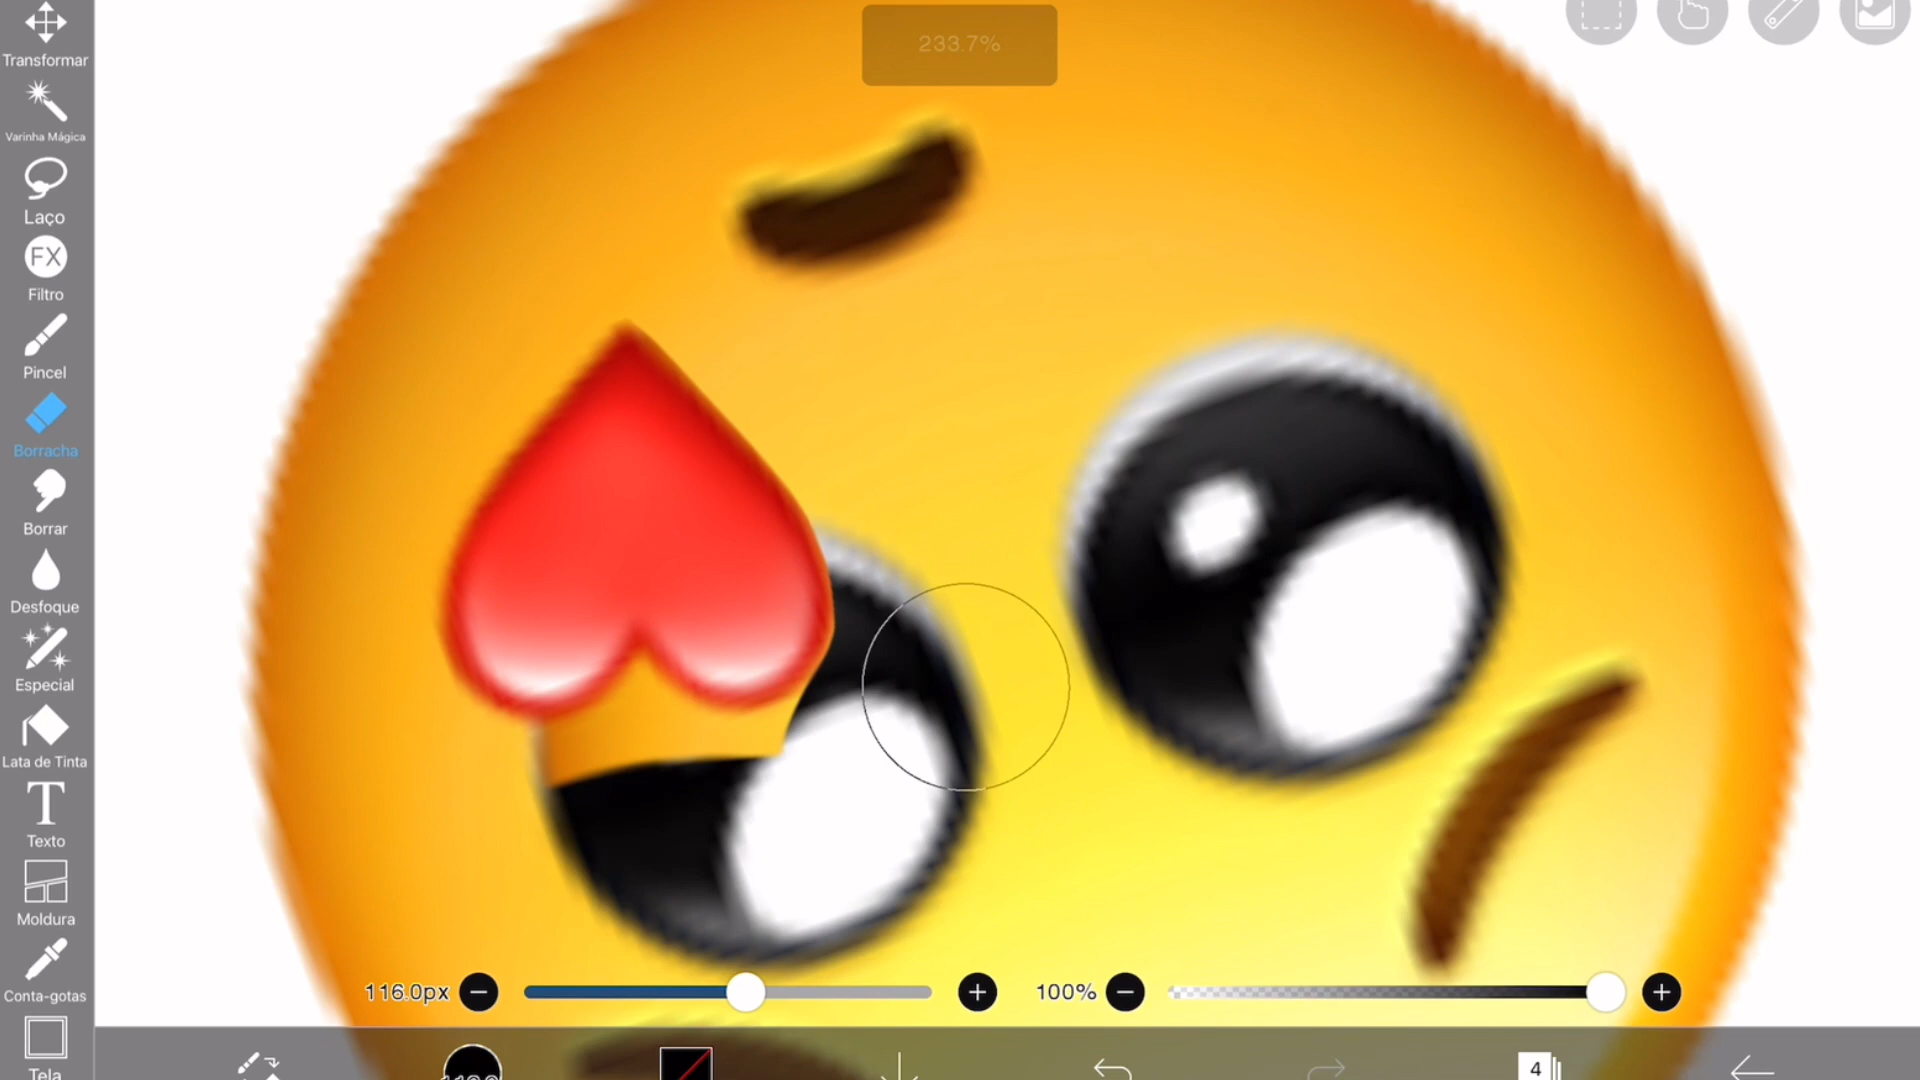 233.7%
Transformar
Varinha Mágica
Laço
FX
Filtro
Pincel
Borracha
Borrar
Desfoque
Especial
Lata de Tinta
T
Texto
Moldura
Conta-gotas
Tela
116.0px
100%
4